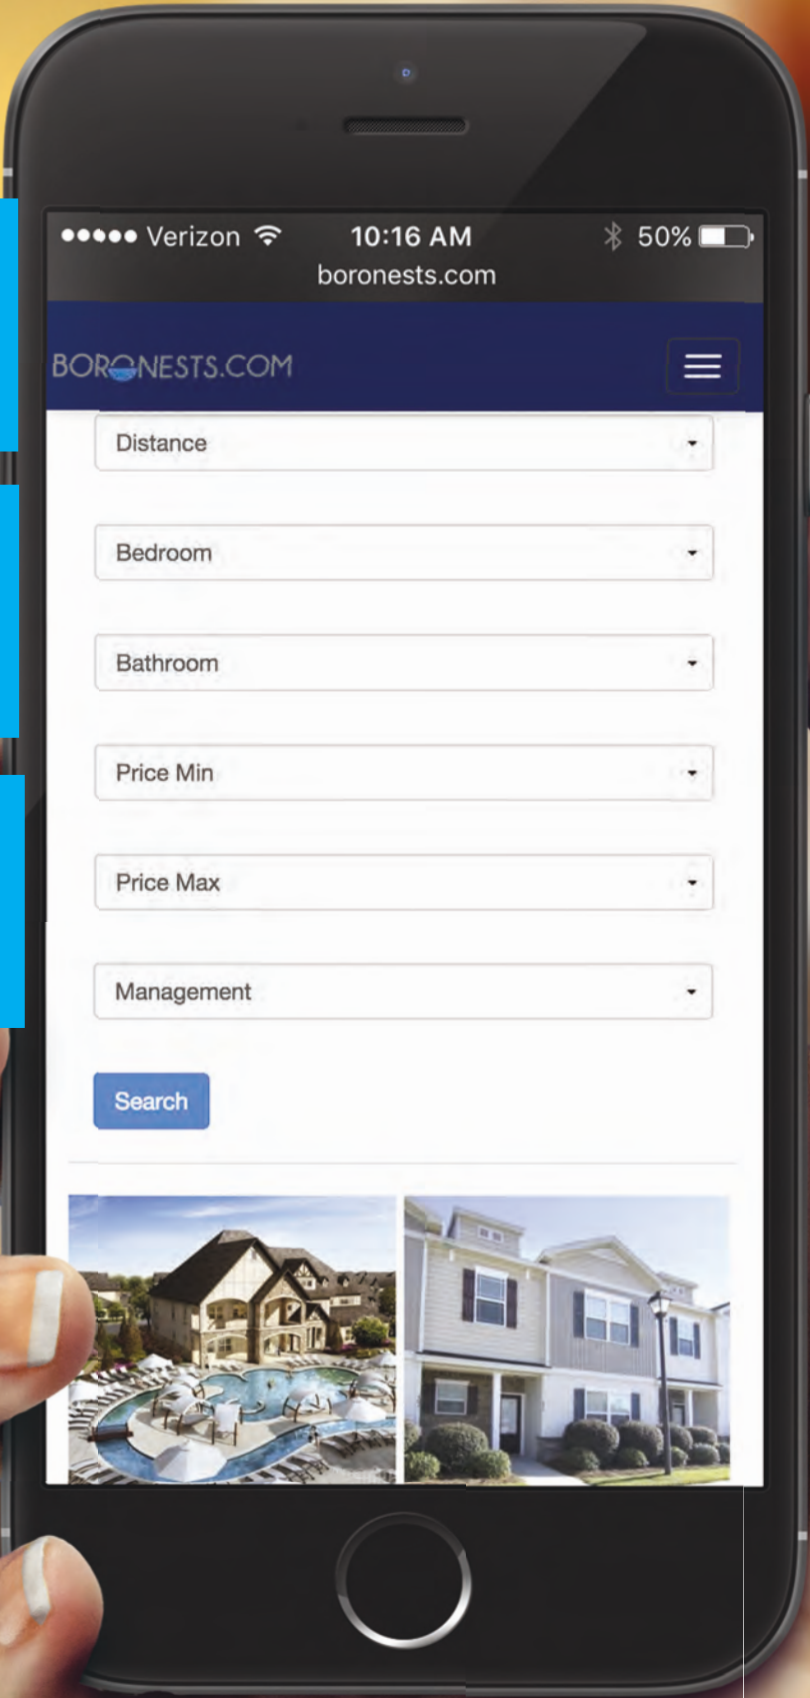 Verizon 10:16 AM 50%
boronests.com
BORONESTS.COM
Distance
Bedroom
Bathroom
Price Min
Price Max
Management
Search